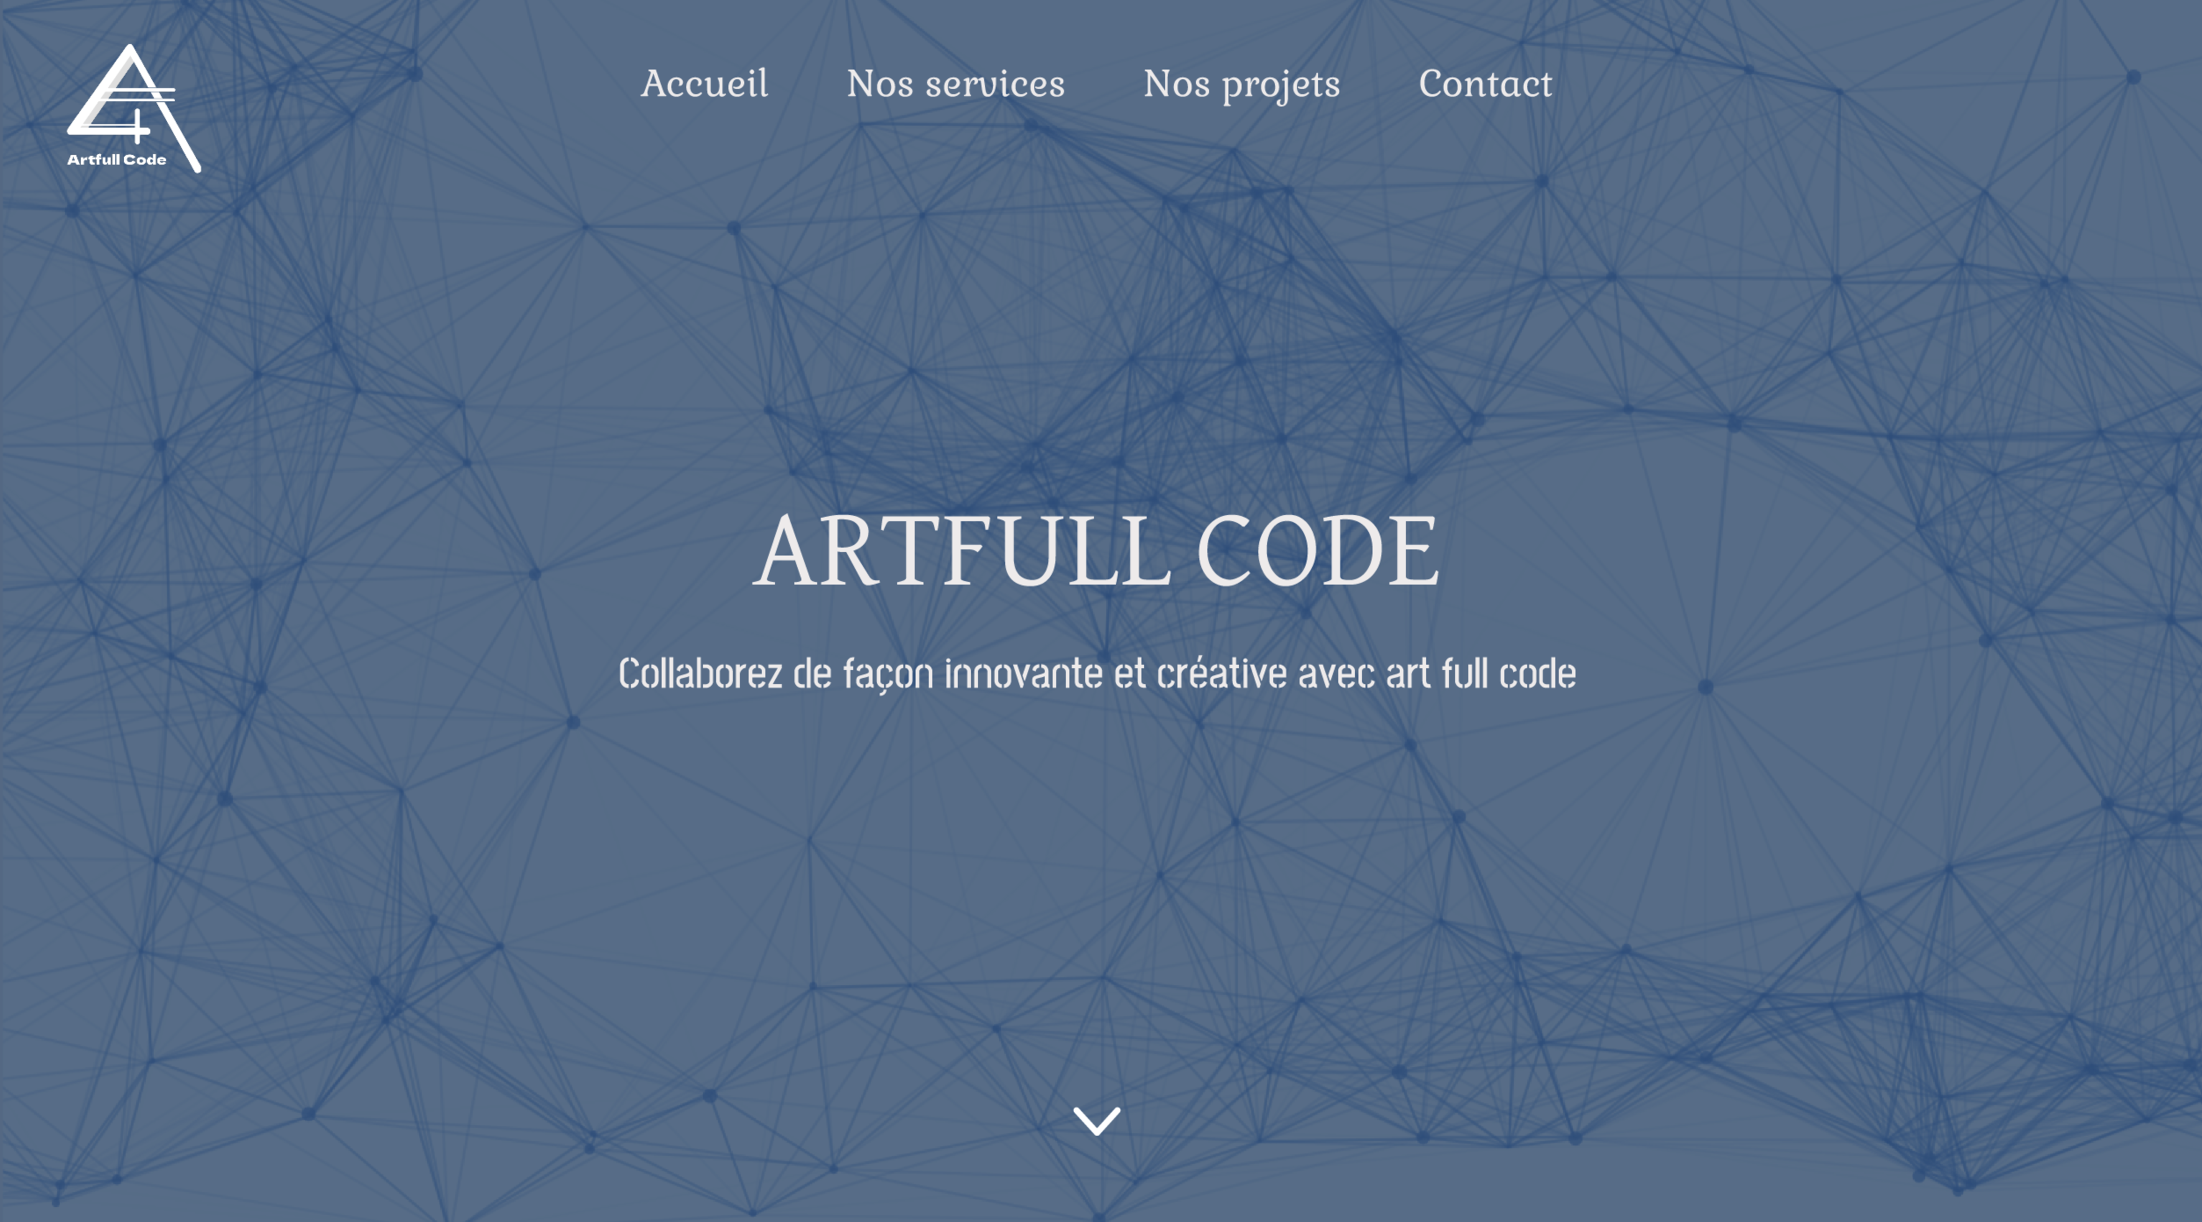 Artfull Code
Accueil Nos services Nos projets Contact
ARTFULL CODE
Collaborez de façon innovante et créative avec art full code